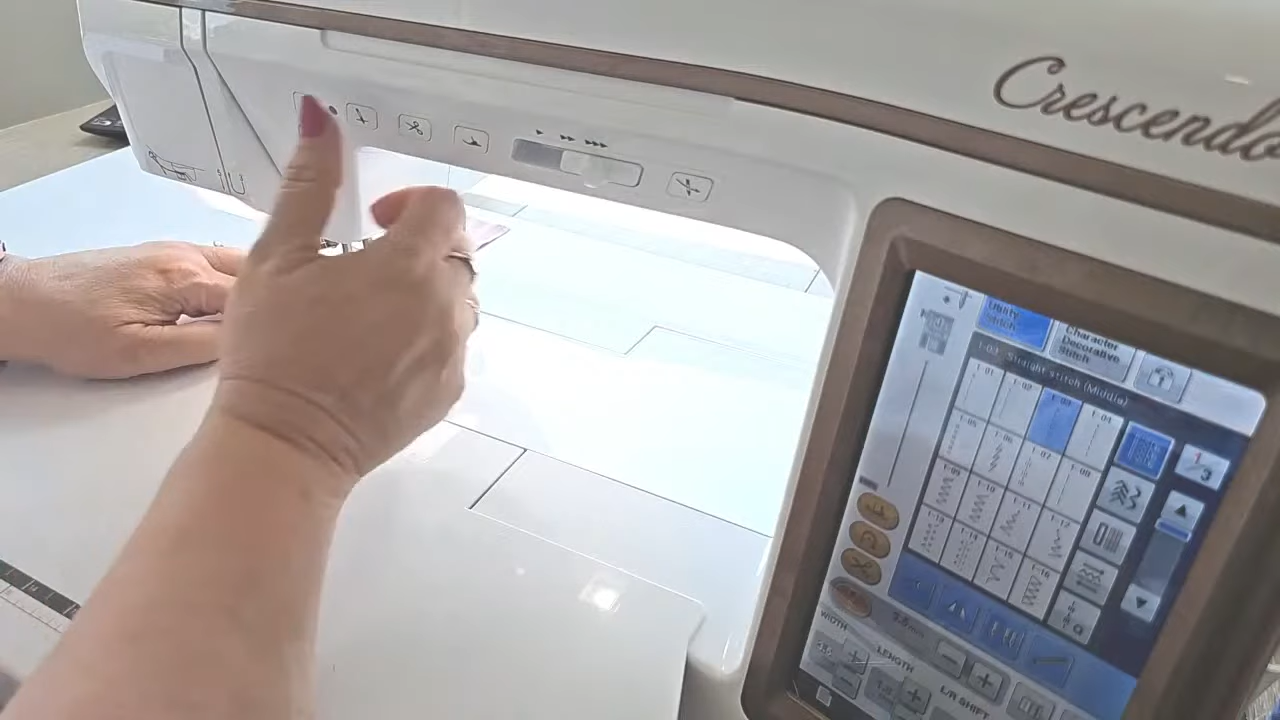 Crescendo
Utility
Stitch
Character
Decorative
Stitch
1-03 Straight stitch (Middle)
1-01 1-02 1-03 1-04
1-05 1-06 1-07 1-08
1-09 1-10 1-11 1-12
1-13 1-14 1-15 1-16
1/3
WIDTH
LENGTH
L/R SHIFT